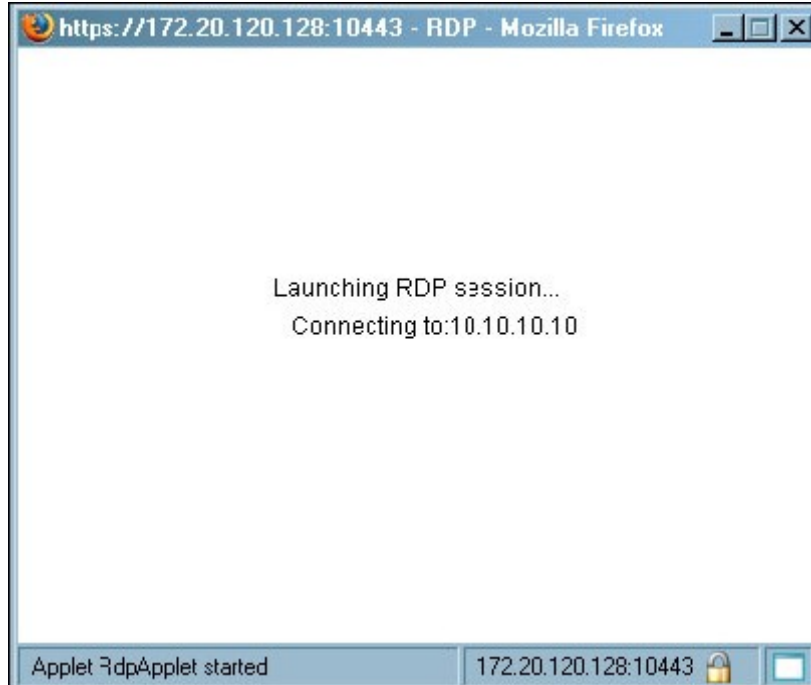 https://172.20.120.128:10443 - RDP - Mozilla Firefox
Launching RDP session...
Connecting to:10.10.10.10
Applet RdpApplet started
172.20.120.128:10443